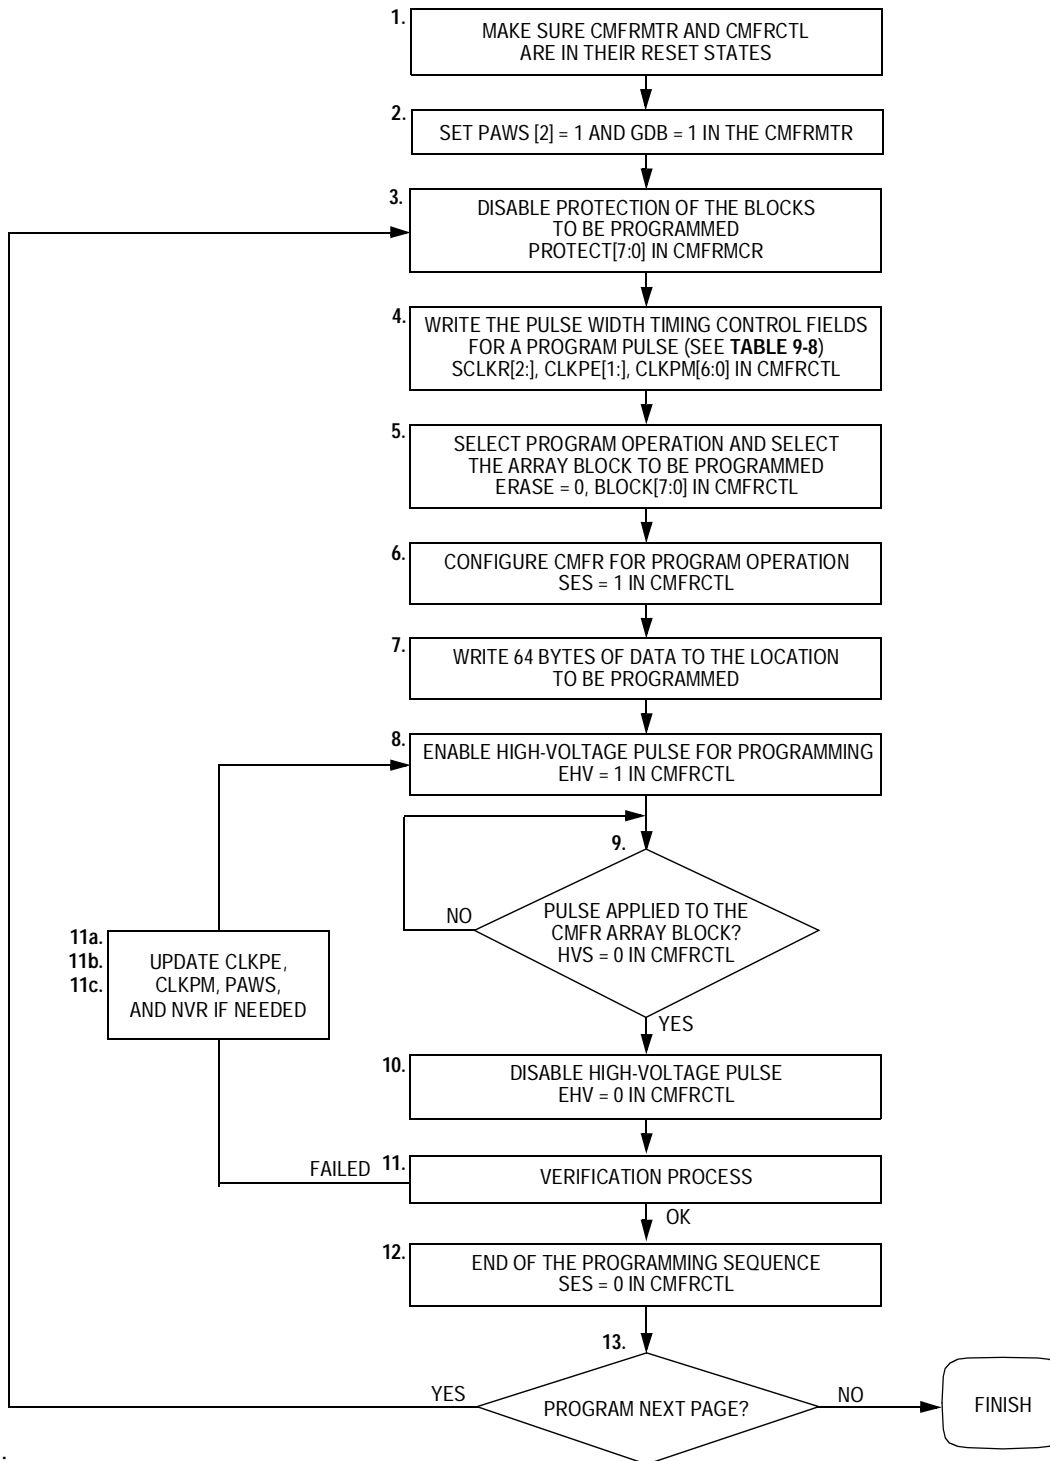 1.
MAKE SURE CMFRMTR AND CMFRCTL
ARE IN THEIR RESET STATES
2.
SET PAWS [2] = 1 AND GDB = 1 IN THE CMFRMTR
3.
DISABLE PROTECTION OF THE BLOCKS
TO BE PROGRAMMED
PROTECT[7:0] IN CMFRMCR
4.
WRITE THE PULSE WIDTH TIMING CONTROL FIELDS
FOR A PROGRAM PULSE (SEE TABLE 9-8)
SCLKR[2:], CLKPE[1:], CLKPM[6:0] IN CMFRCTL
5.
SELECT PROGRAM OPERATION AND SELECT
THE ARRAY BLOCK TO BE PROGRAMMED
ERASE = 0, BLOCK[7:0] IN CMFRCTL
6.
CONFIGURE CMFR FOR PROGRAM OPERATION
SES = 1 IN CMFRCTL
7.
WRITE 64 BYTES OF DATA TO THE LOCATION
TO BE PROGRAMMED
8.
ENABLE HIGH-VOLTAGE PULSE FOR PROGRAMMING
EHV = 1 IN CMFRCTL
9.
NO
PULSE APPLIED TO THE
CMFR ARRAY BLOCK?
HVS = 0 IN CMFRCTL
YES
11a.
11b.
11c.
UPDATE CLKPE,
CLKPM, PAWS,
AND NVR IF NEEDED
10.
DISABLE HIGH-VOLTAGE PULSE
EHV = 0 IN CMFRCTL
FAILED
11.
VERIFICATION PROCESS
OK
12.
END OF THE PROGRAMMING SEQUENCE
SES = 0 IN CMFRCTL
13.
YES
PROGRAM NEXT PAGE?
NO
FINISH
.